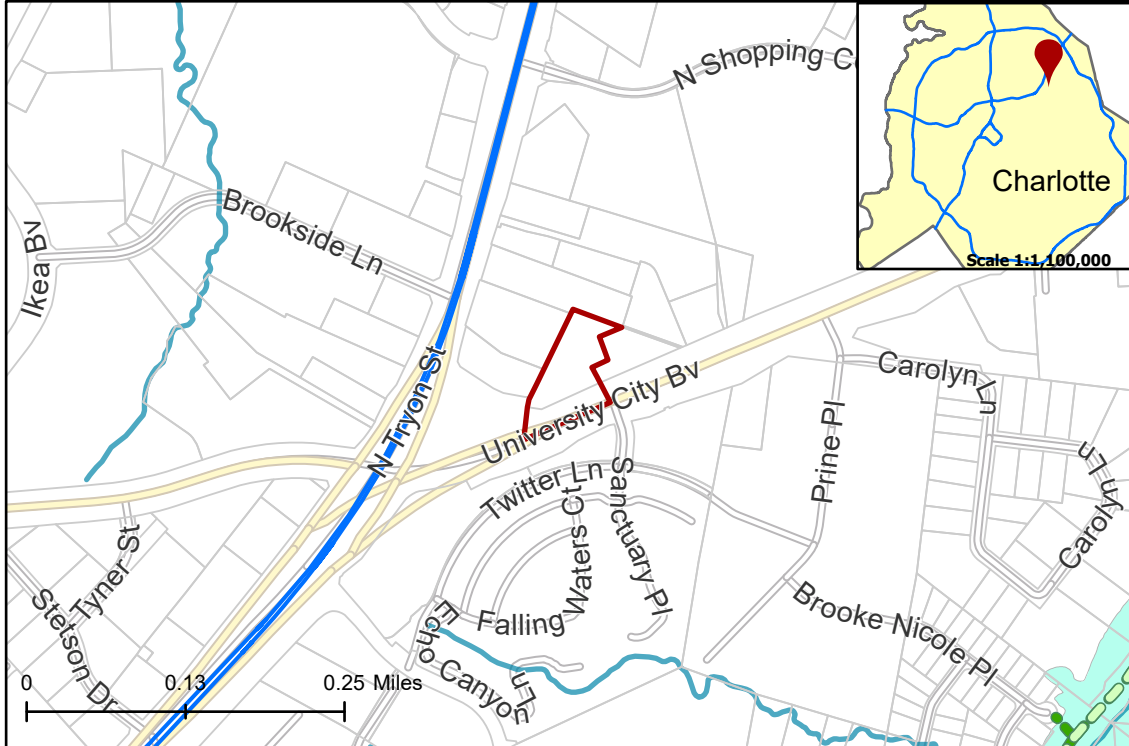 N Shopping C
Charlotte
Scale 1:1,100,000
Brookside Ln
Ikea Bv
N Tryon St
University City Bv
Carolyn Ln
Carolyn Ln
Prine Pl
Twitter Ln
Sanctuary Pl
Falling Waters Ct
Tyner St
Stetson Dr
Echo Canyon Ln
Brooke Nicole Pl
0 0.13 0.25 Miles